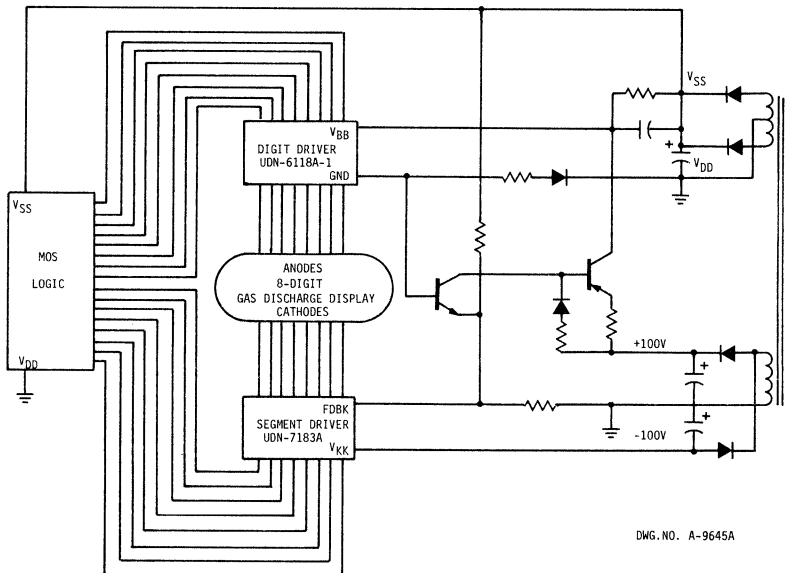 V_SS
V_BB
DIGIT DRIVER
UDN-6118A-1
GND
+
V_DD
V_SS
MOS
LOGIC
V_DD
ANODES
8-DIGIT
GAS DISCHARGE DISPLAY
CATHODES
+100V
+
+
-100V
FDBK
SEGMENT DRIVER
UDN-7183A
V_KK
DWG.NO. A-9645A